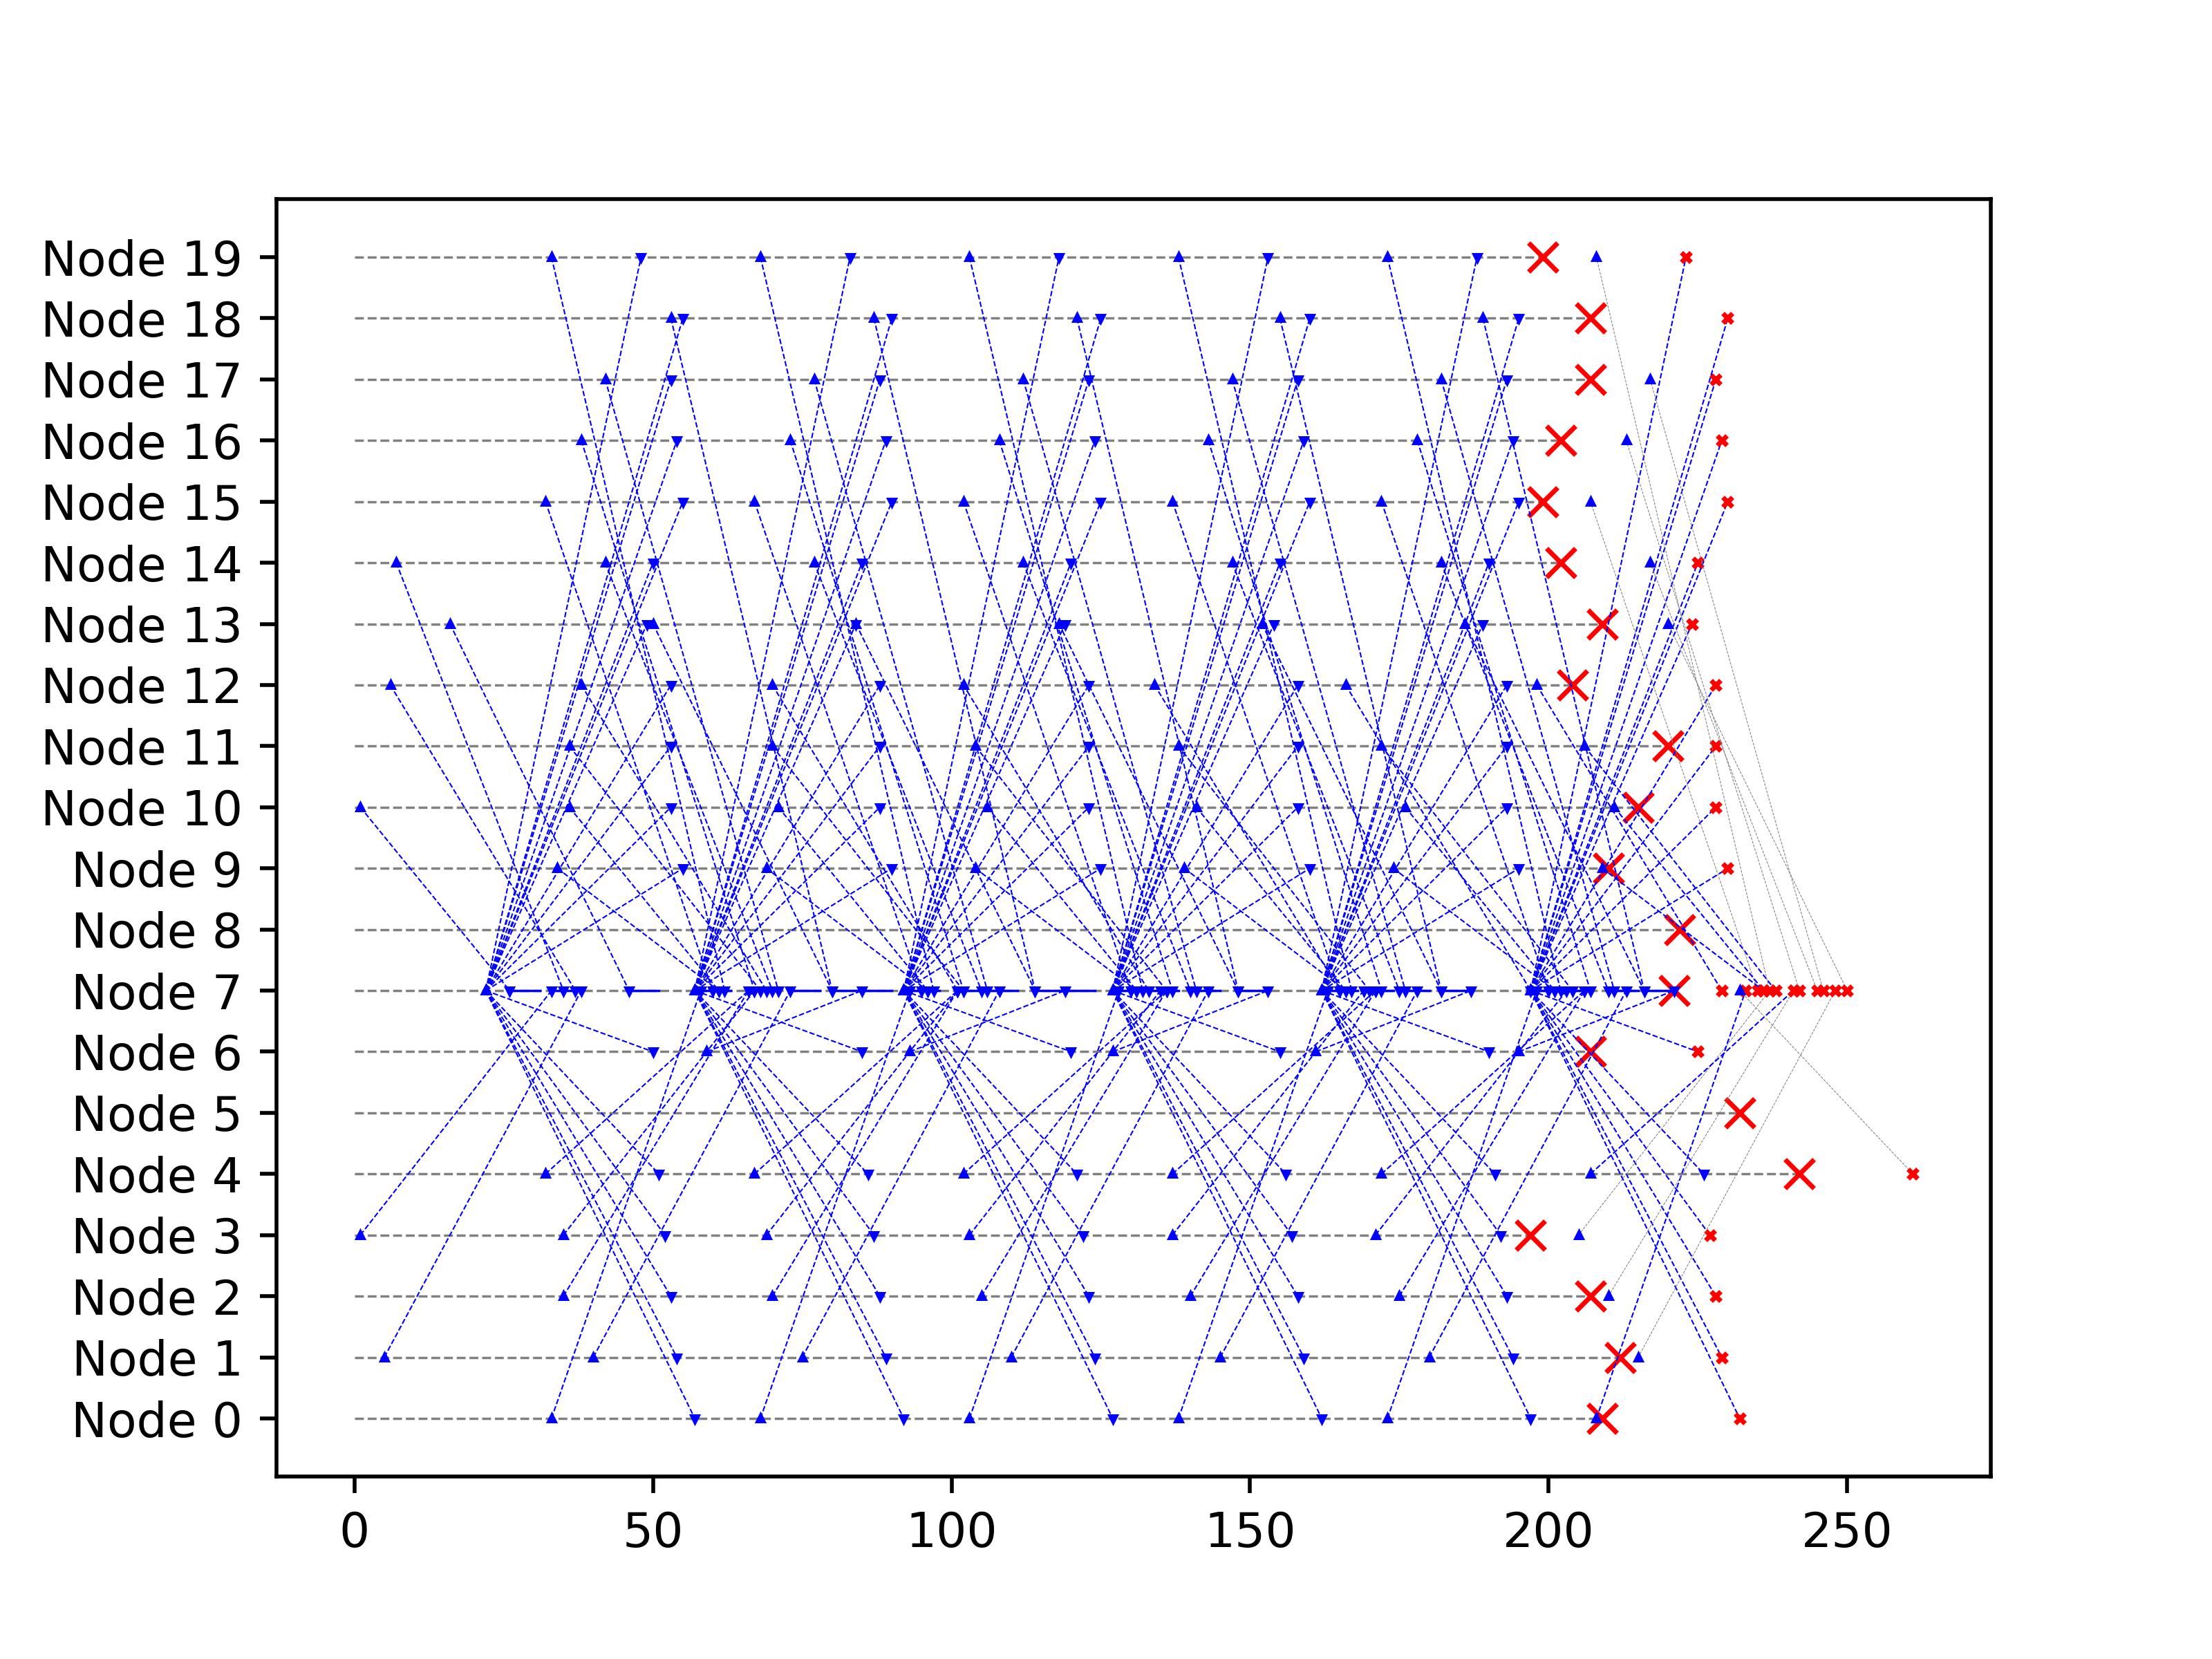 Node 19
Node 18
Node 17
Node 16
Node 15
Node 14
Node 13
Node 12
Node 11
Node 10
Node 9
Node 8
Node 7
Node 6
Node 5
Node 4
Node 3
Node 2
Node 1
Node 0
0 50 100 150 200 250